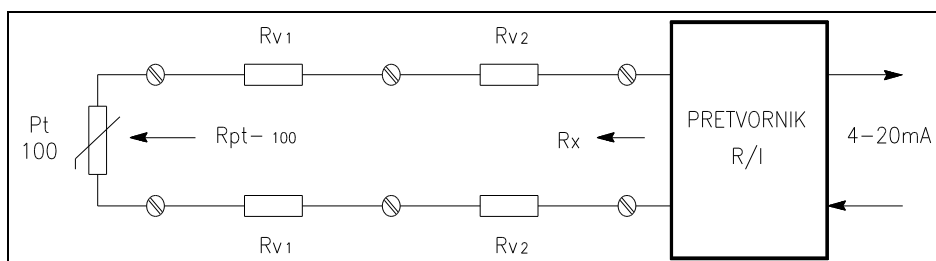 Rv1
Rv2
Pt
100
Rpt-100
Rx
PRETVORNIK
R/I
4-20mA
Rv1
Rv2